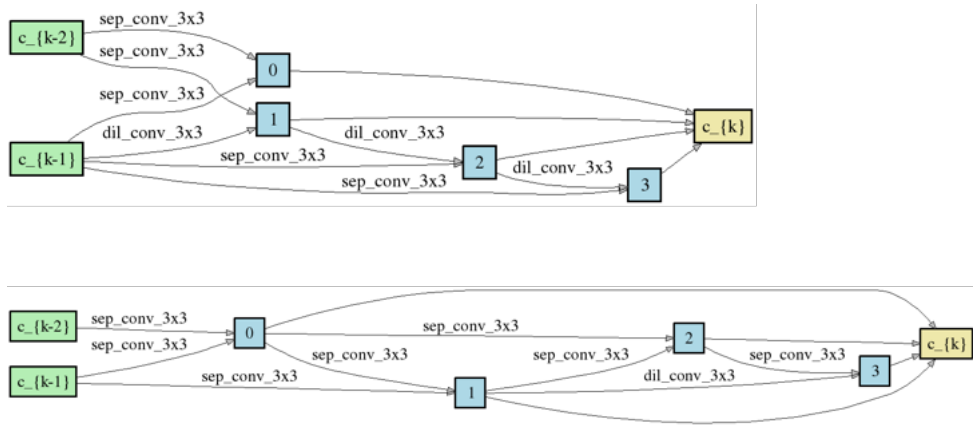 sep_conv_3x3
c_{k-2}
sep_conv_3x3
0
sep_conv_3x3
1
c_{k}
dil_conv_3x3
dil_conv_3x3
c_{k-1}
sep_conv_3x3
2
dil_conv_3x3
sep_conv_3x3
3
c_{k-2}
sep_conv_3x3
0
sep_conv_3x3
2
c_{k}
sep_conv_3x3
sep_conv_3x3
sep_conv_3x3
sep_conv_3x3
3
c_{k-1}
sep_conv_3x3
1
dil_conv_3x3